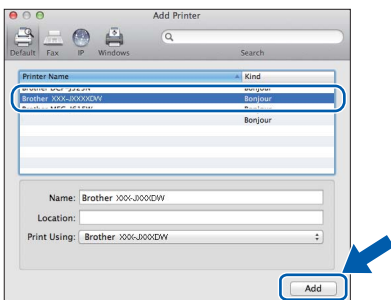 Add Printer
Default Fax IP Windows Search
Printer Name Kind
Bonjour
Brother XXX-JXXXXDW Bonjour
Bonjour
Bonjour
Name: Brother XXX-JXXXDW
Location:
Print Using: Brother XXX-JXXXDW
Add